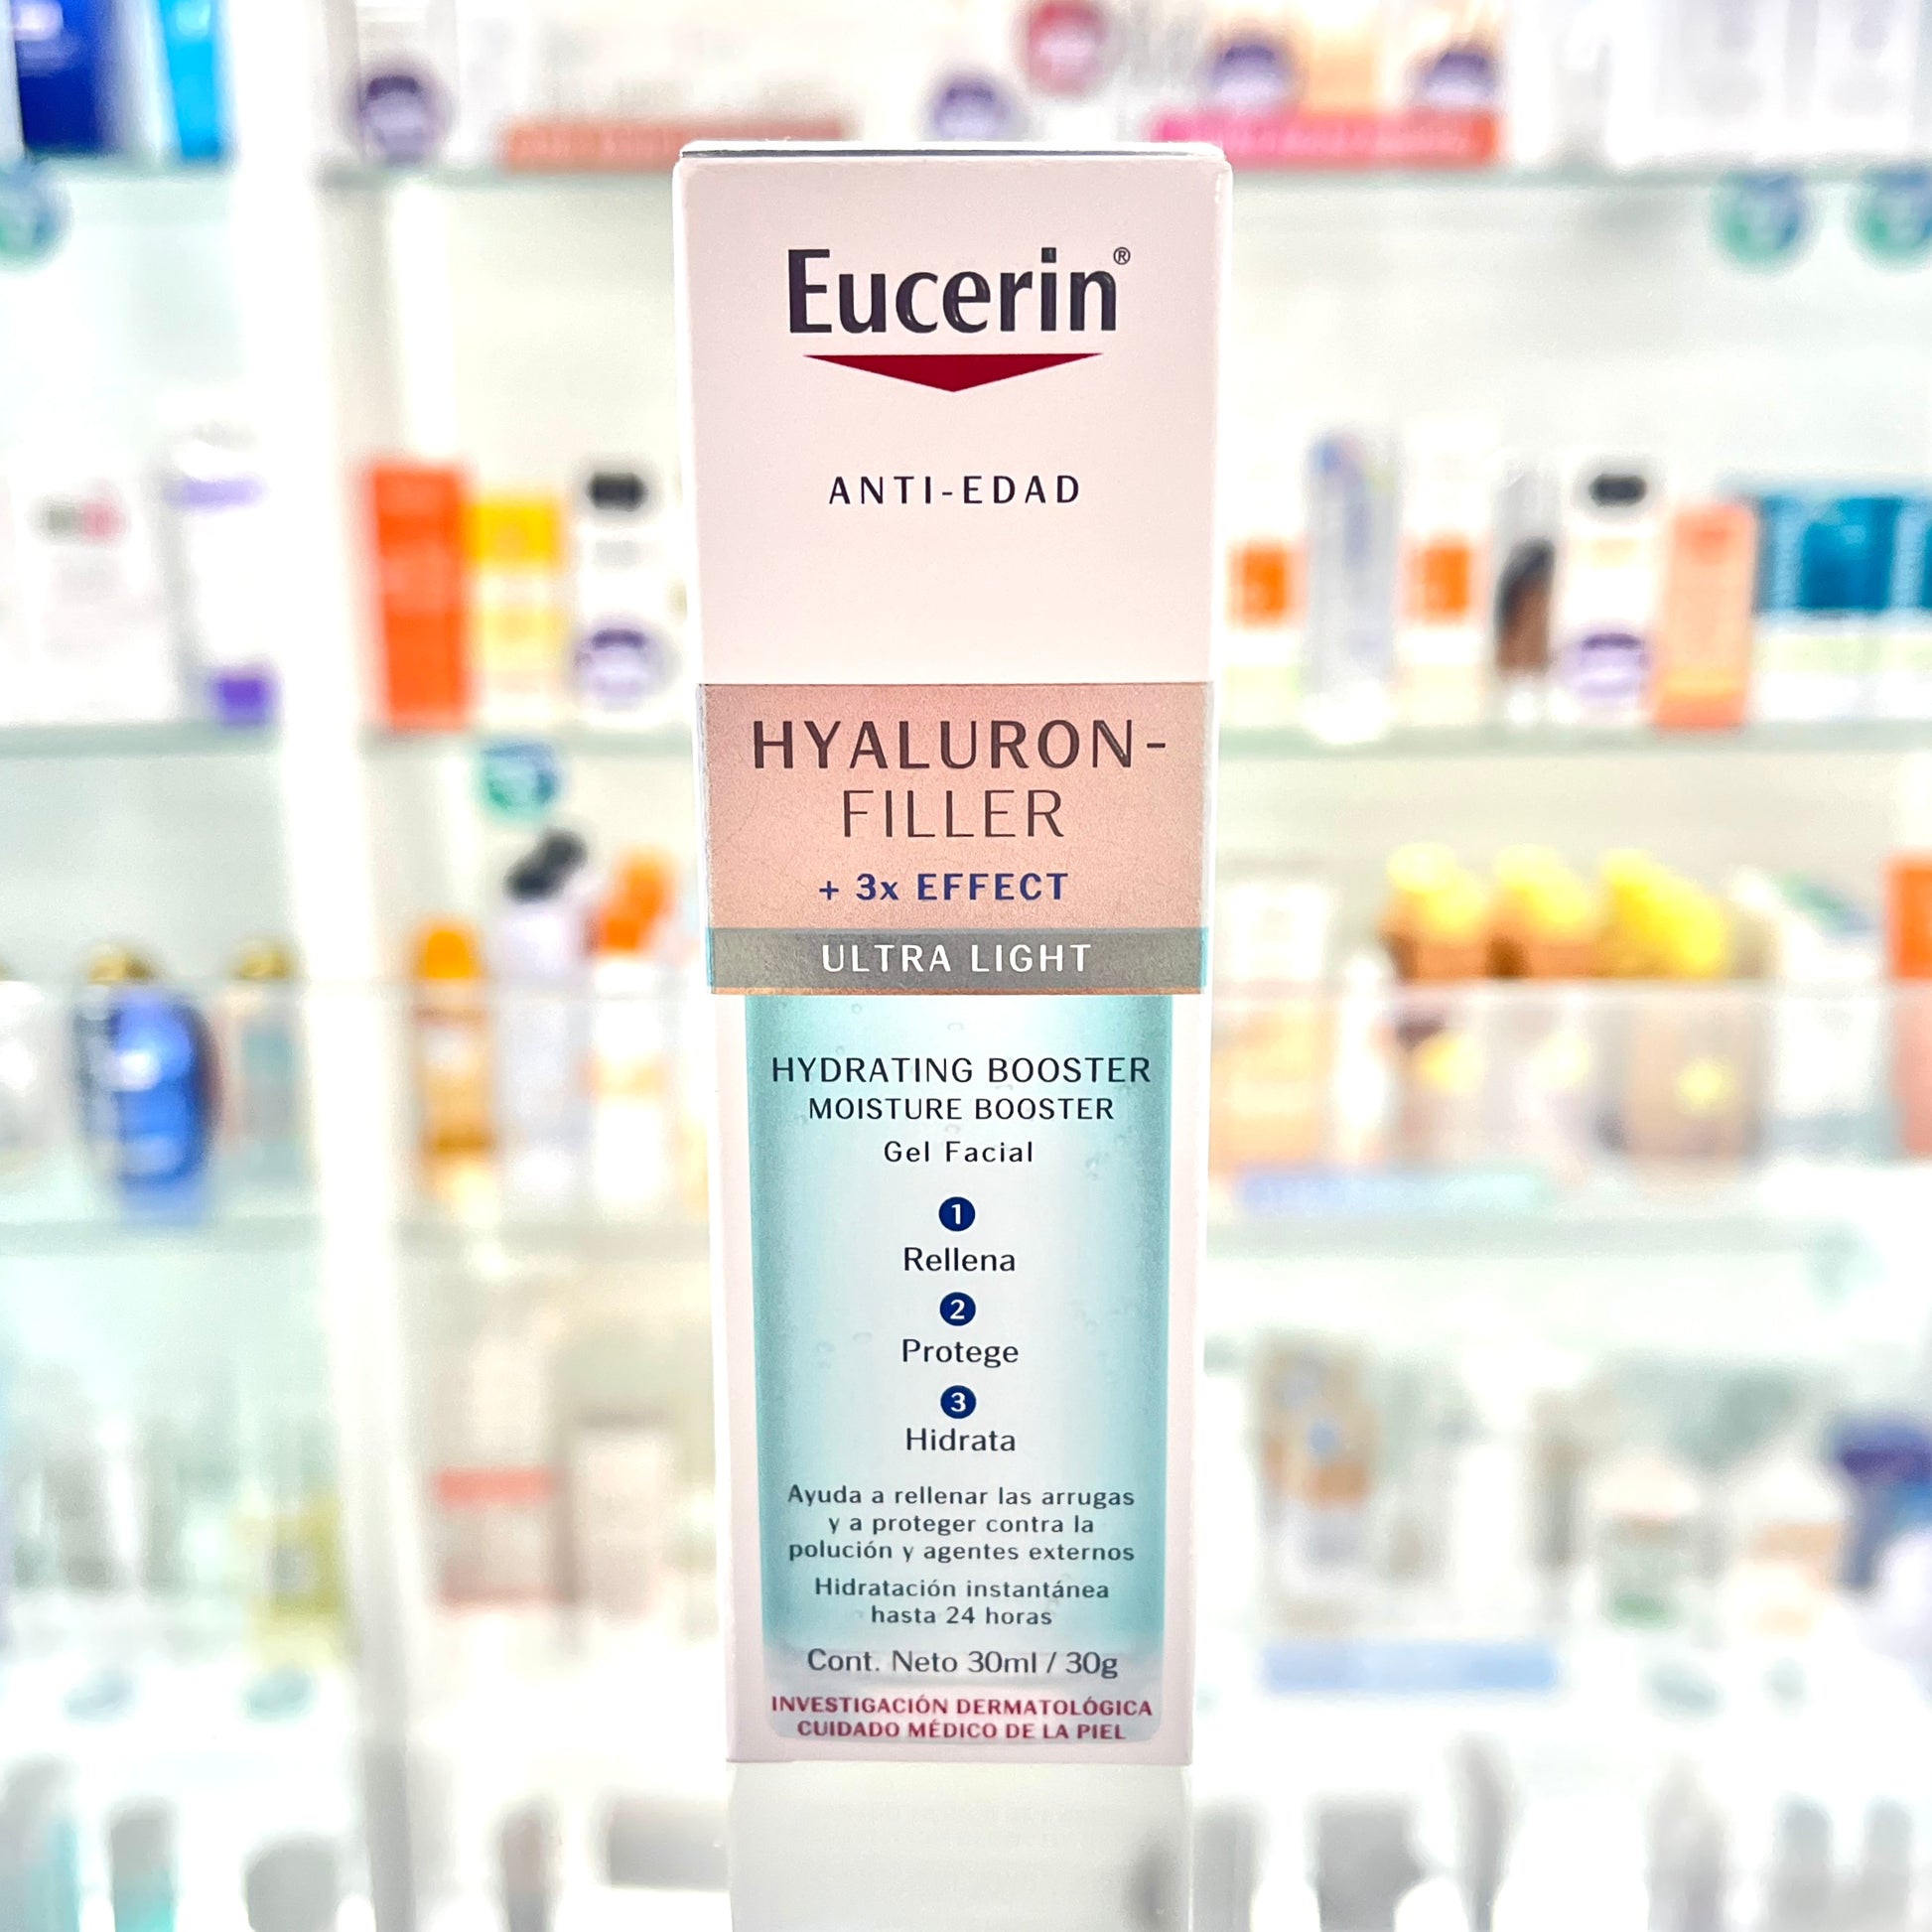 Eucerin®
ANTI-EDAD
HYALURON-
FILLER
+ 3x EFFECT
ULTRA LIGHT
HYDRATING BOOSTER
MOISTURE BOOSTER
Gel Facial
1
Rellena
2
Protege
3
Hidrata
Ayuda a rellenar las arrugas
y a proteger contra la
polución y agentes externos
Hidratación instantánea
hasta 24 horas
Cont. Neto 30ml / 30g
INVESTIGACIÓN DERMATOLÓGICA
CUIDADO MÉDICO DE LA PIEL